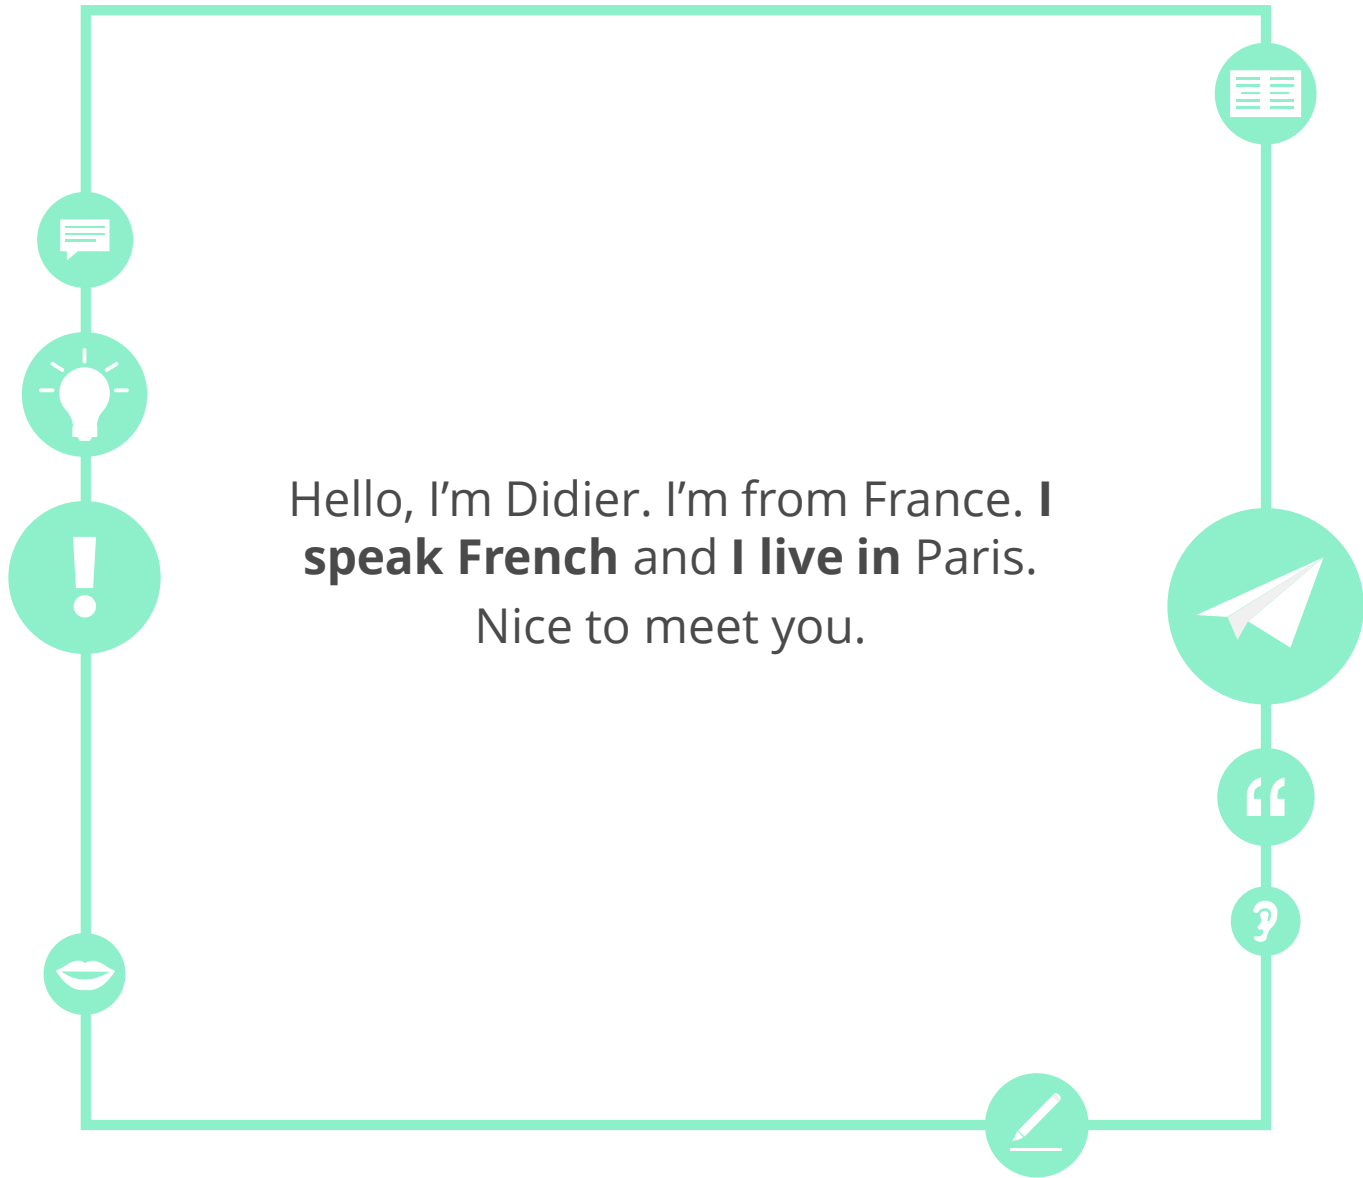 Hello, I’m Didier. I’m from France. I
speak French and I live in Paris.
Nice to meet you.